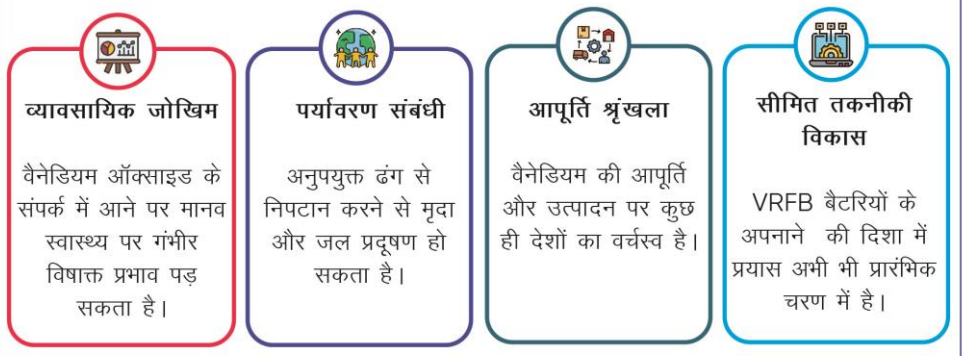 व्यावसायिक जोखिम
वैनेडियम ऑक्साइड के
संपर्क में आने पर मानव
स्वास्थ्य पर गंभीर
विषाक्त प्रभाव पड़
सकता है।
पर्यावरण संबंधी
अनुपयुक्त ढंग से
निपटान करने से मृदा
और जल प्रदूषण हो
सकता है।
आपूर्ति श्रृंखला
वैनेडियम की आपूर्ति
और उत्पादन पर कुछ
ही देशों का वर्चस्व है।
सीमित तकनीकी
विकास
VRFB बैटरियों के
अपनाने की दिशा में
प्रयास अभी भी प्रारंभिक
चरण में है।